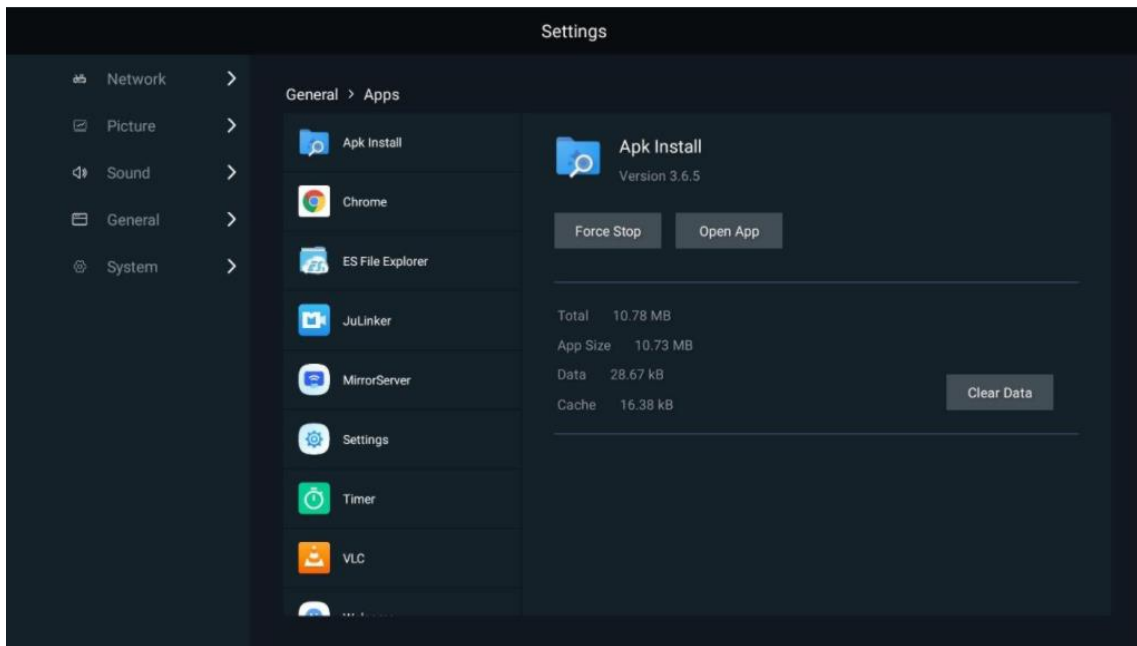 Settings
Network
Picture
Sound
General
System
General > Apps
Apk Install
Chrome
ES File Explorer
JuLinker
MirrorServer
Settings
Timer
VLC
Apk Install
Version 3.6.5
Force Stop
Open App
Total 10.78 MB
App Size 10.73 MB
Data 28.67 kB
Cache 16.38 kB
Clear Data